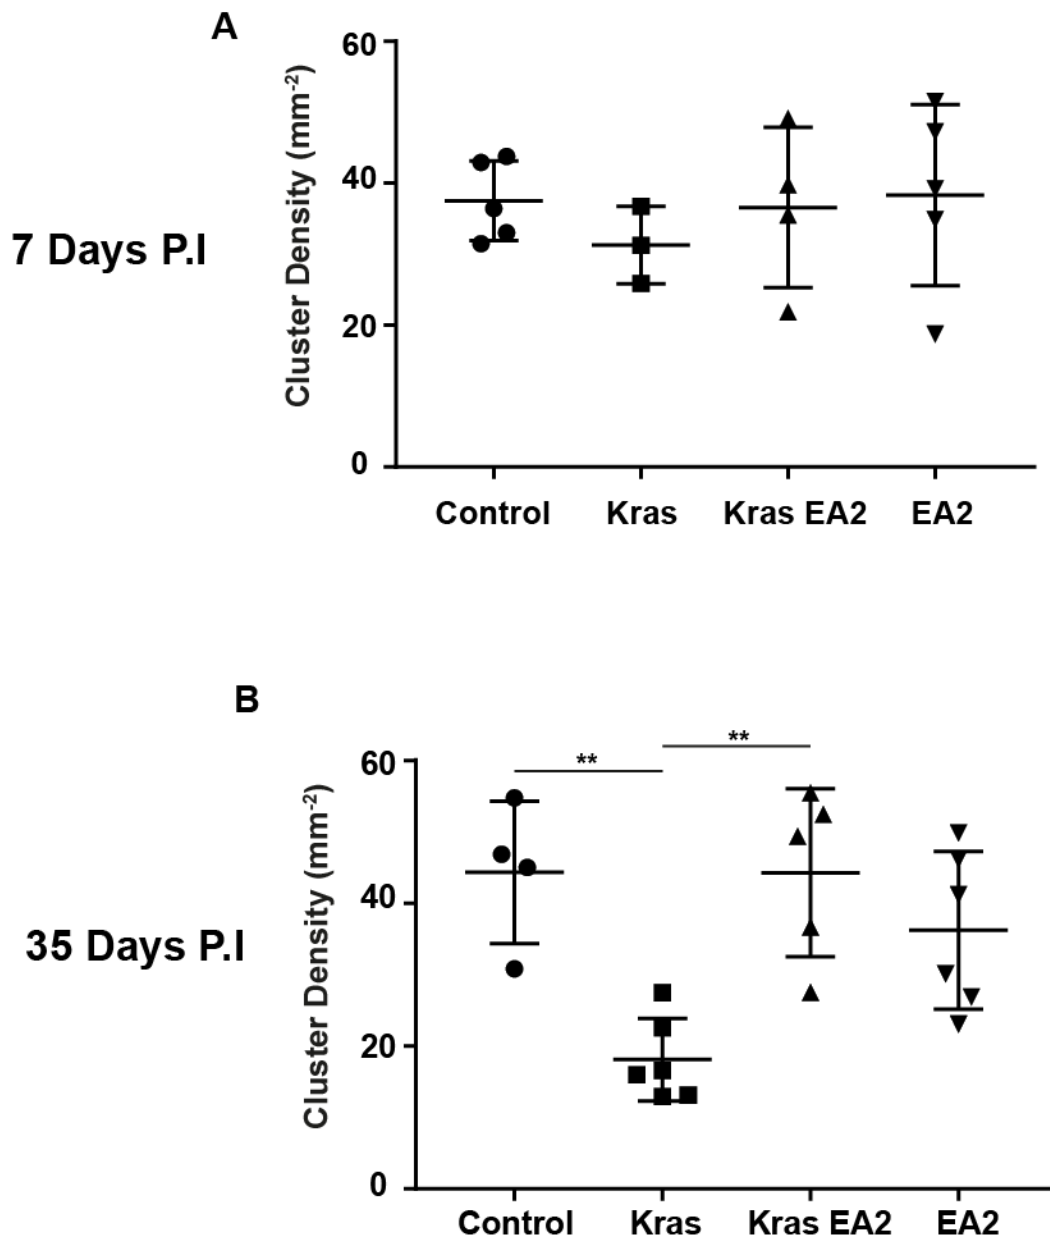 A
60
40
20
0
Cluster Density (mm-2)
7 Days P.I
Control Kras Kras EA2 EA2
B
** **
60
40
20
0
Cluster Density (mm-2)
35 Days P.I
Control Kras Kras EA2 EA2